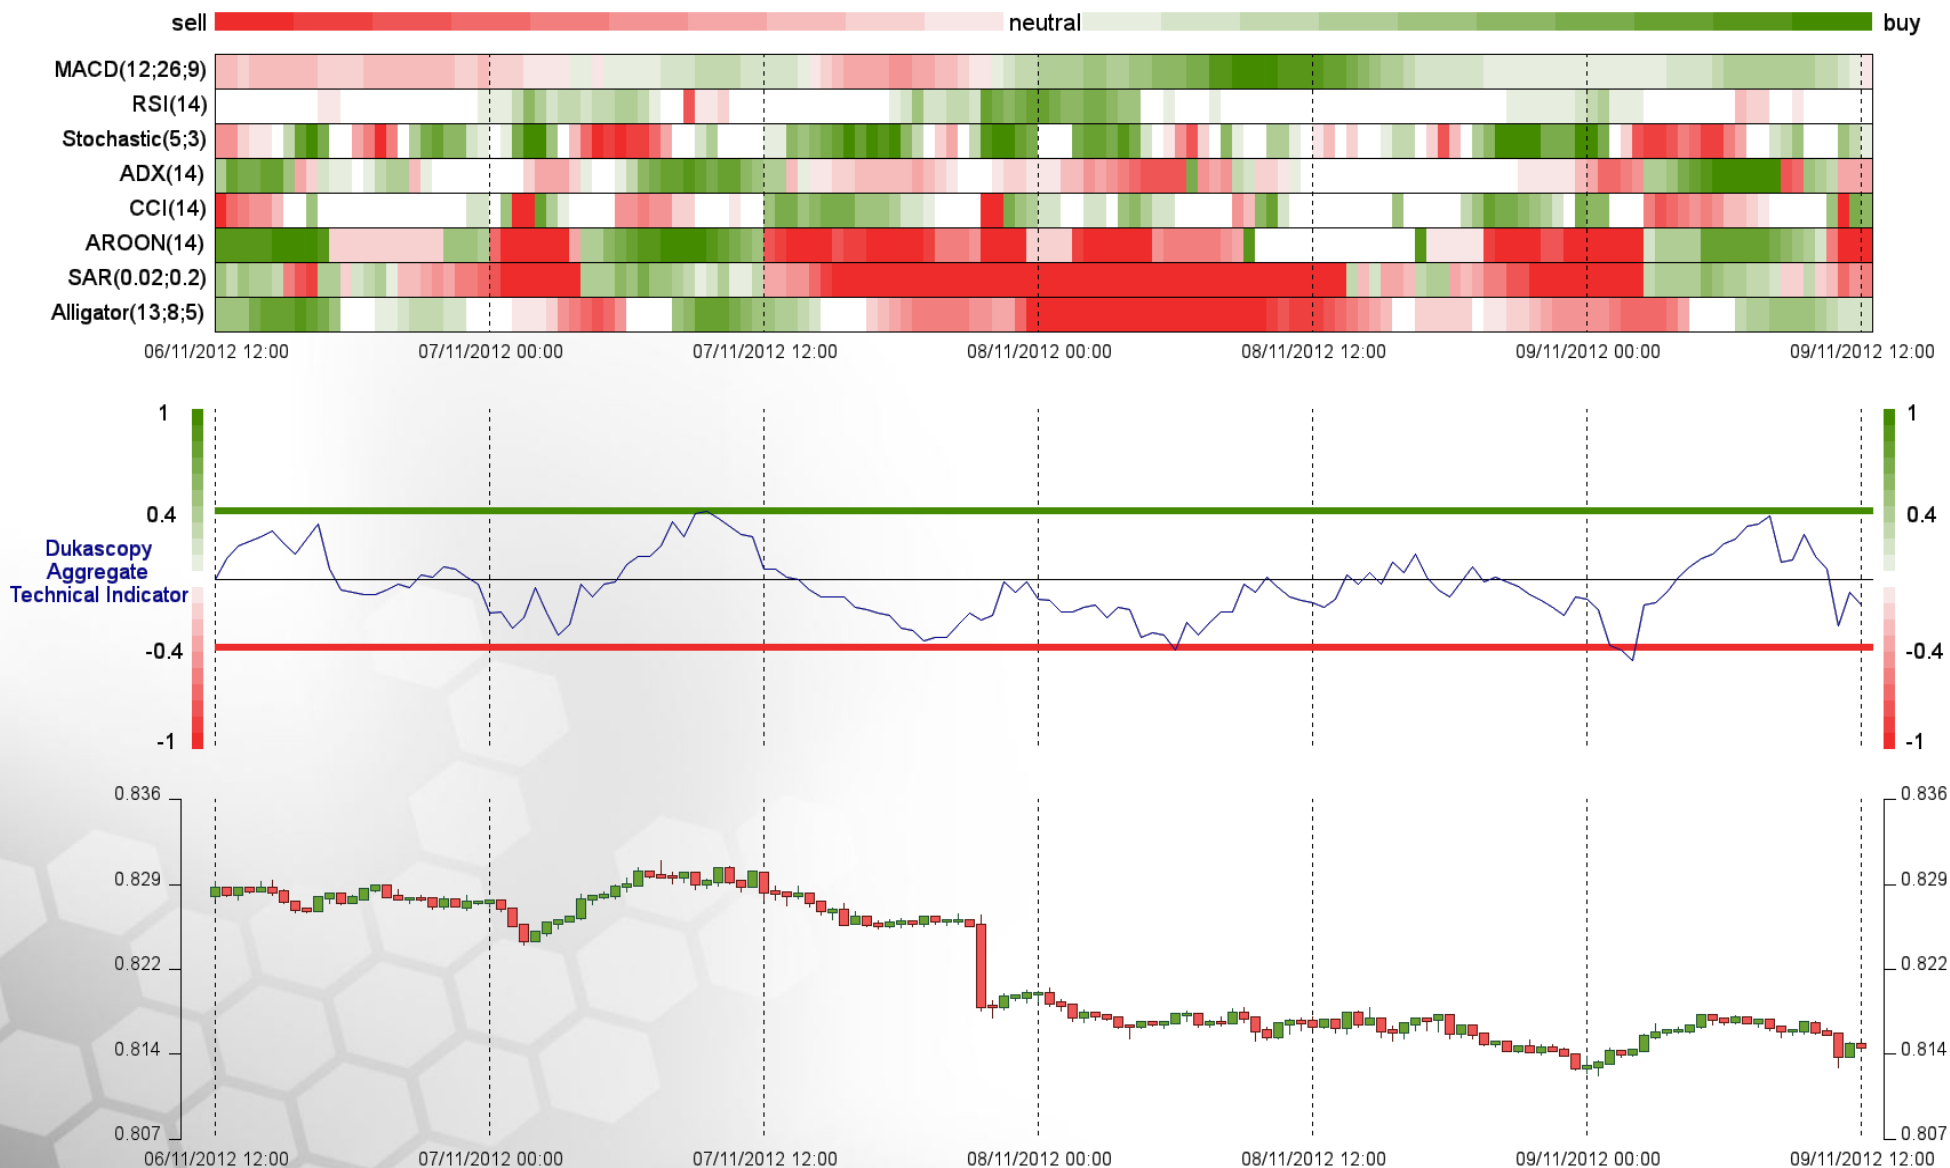 sell neutral buy
MACD(12;26;9)
RSI(14)
Stochastic(5;3)
ADX(14)
CCI(14)
AROON(14)
SAR(0.02;0.2)
Alligator(13;8;5)
06/11/2012 12:00 07/11/2012 00:00 07/11/2012 12:00 08/11/2012 00:00 08/11/2012 12:00 09/11/2012 00:00 09/11/2012 12:00
1 1
0.4 0.4
Dukascopy
Aggregate
Technical Indicator
-0.4 -0.4
-1 -1
0.836 0.836
0.829 0.829
0.822 0.822
0.814 0.814
0.807 0.807
06/11/2012 12:00 07/11/2012 00:00 07/11/2012 12:00 08/11/2012 00:00 08/11/2012 12:00 09/11/2012 00:00 09/11/2012 12:00